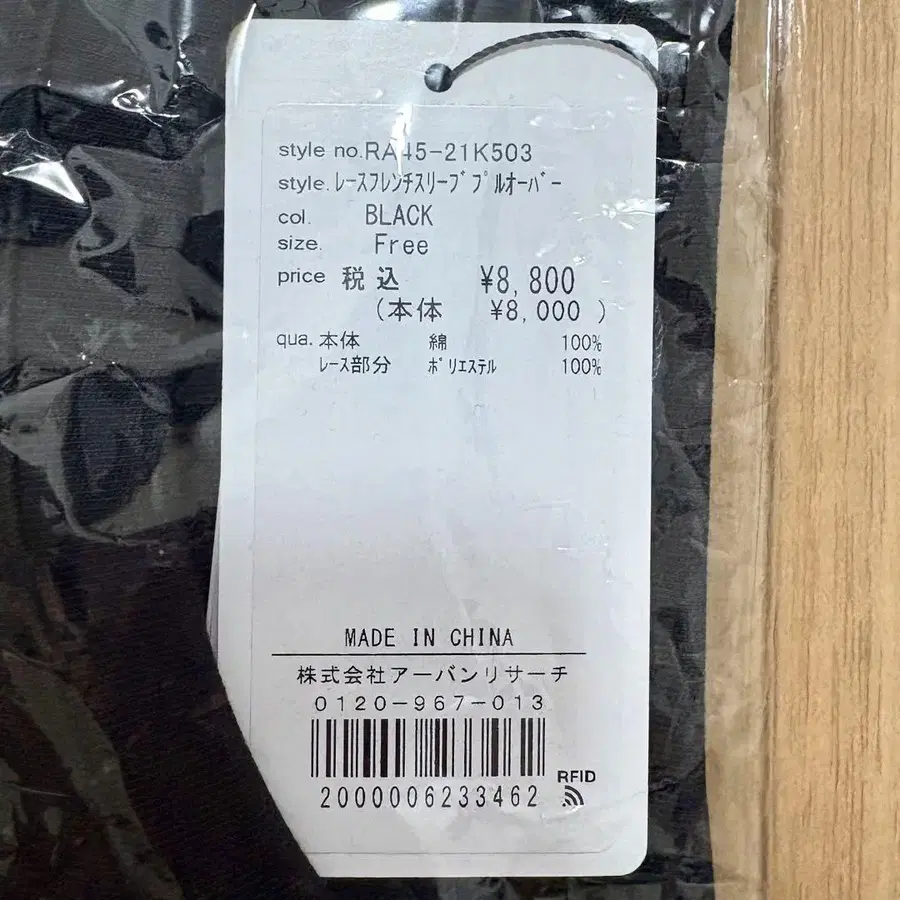 style no.RA45-21K503
style.ﾚｰｽﾌﾚﾝﾁｽﾘｰﾌﾞﾌﾟﾙｵｰﾊﾞｰ
col. BLACK
size. Free
price 税込 ¥8,800
(本体 ¥8,000 )
qua. 本体 綿 100%
ﾚｰｽ部分 ﾎﾟﾘｴｽﾃﾙ 100%
MADE IN CHINA
株式会社アーバンリサーチ
0120-967-013
RFID
2000006233462